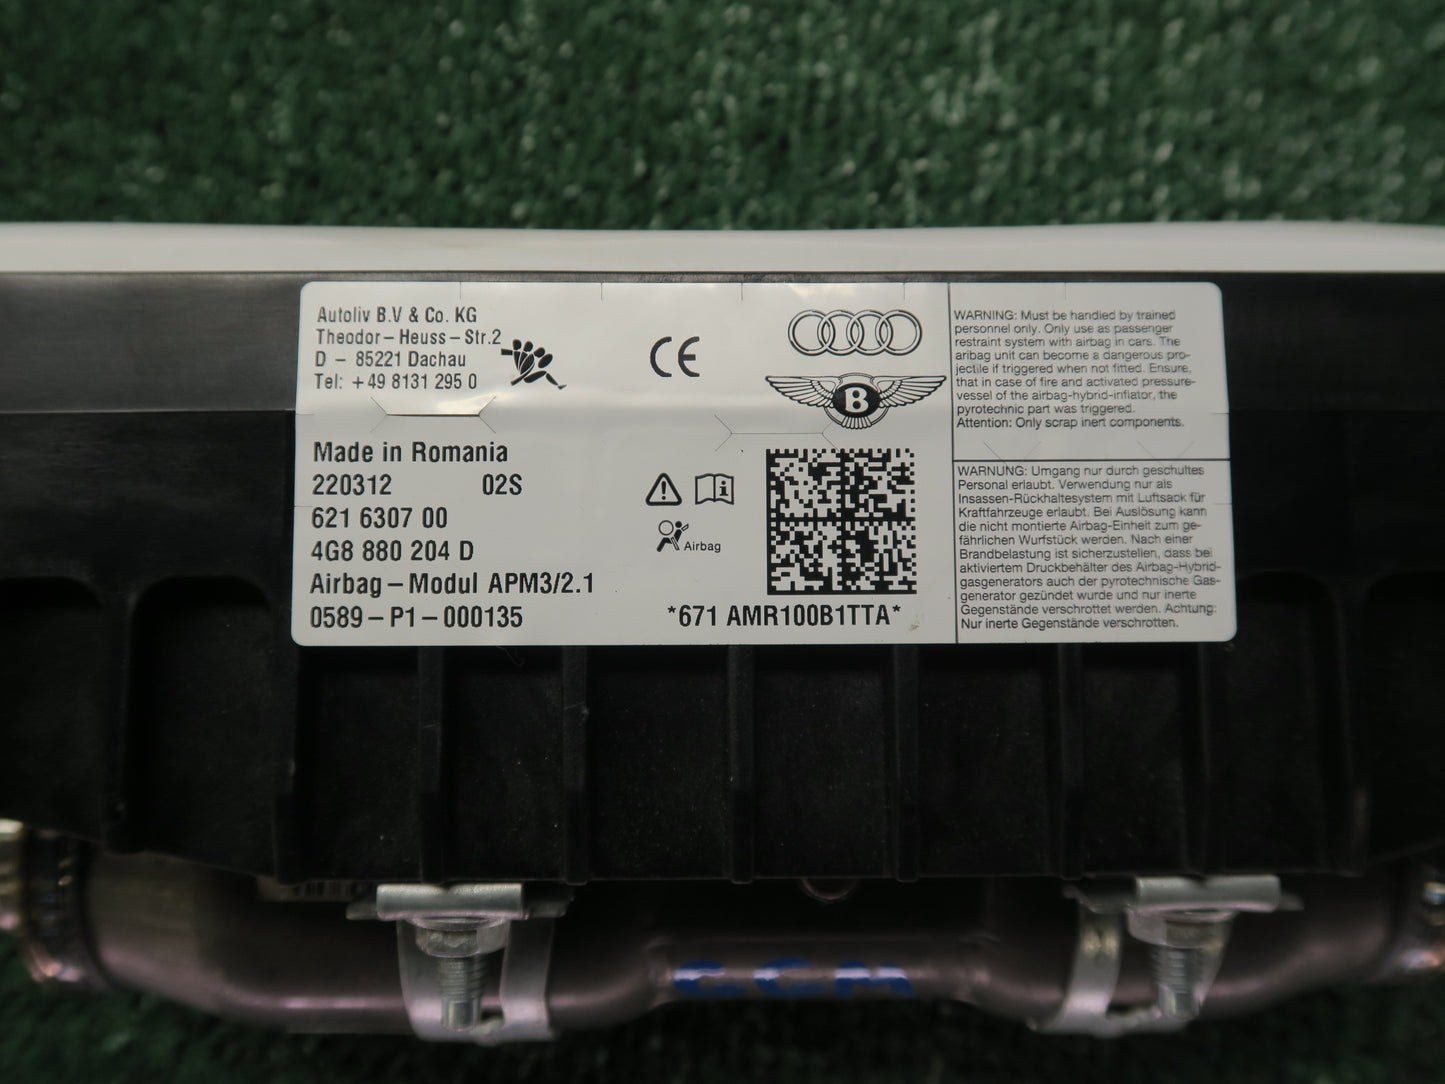 Autoliv B.V & Co. KG
Theodor-Heuss-Str.2
D - 85221 Dachau
Tel: +49 8131 295 0
CE
B
Made in Romania
220312 02S
621 6307 00
4G8 880 204 D
Airbag-Modul APM3/2.1
0589-P1-000135
Airbag
*671 AMR100B1TTA*
WARNING: Must be handled by trained
personnel only. Only use as passenger
restraint system with airbag in cars. The
aribag unit can become a dangerous pro-
jectile if triggered when not fitted. Ensure,
that in case of fire and activated pressure-
vessel of the airbag-hybrid-inflator, the
pyrotechnic part was triggered.
Attention: Only scrap inert components.
WARNUNG: Umgang nur durch geschultes
Personal erlaubt. Verwendung nur als
Insassen-Rückhaltesystem mit Luftsack für
Kraftfahrzeuge erlaubt. Bei Auslösung kann
die nicht montierte Airbag-Einheit zum ge-
fährlichen Wurfstück werden. Nach einer
Brandbelastung ist sicherzustellen, dass bei
aktiviertem Druckbehälter des Airbag-Hybrid-
gasgenerators auch der pyrotechnische Gas-
generator gezündet wurde und nur inerte
Gegenstände verschrottet werden. Achtung:
Nur inerte Gegenstände verschrotten.